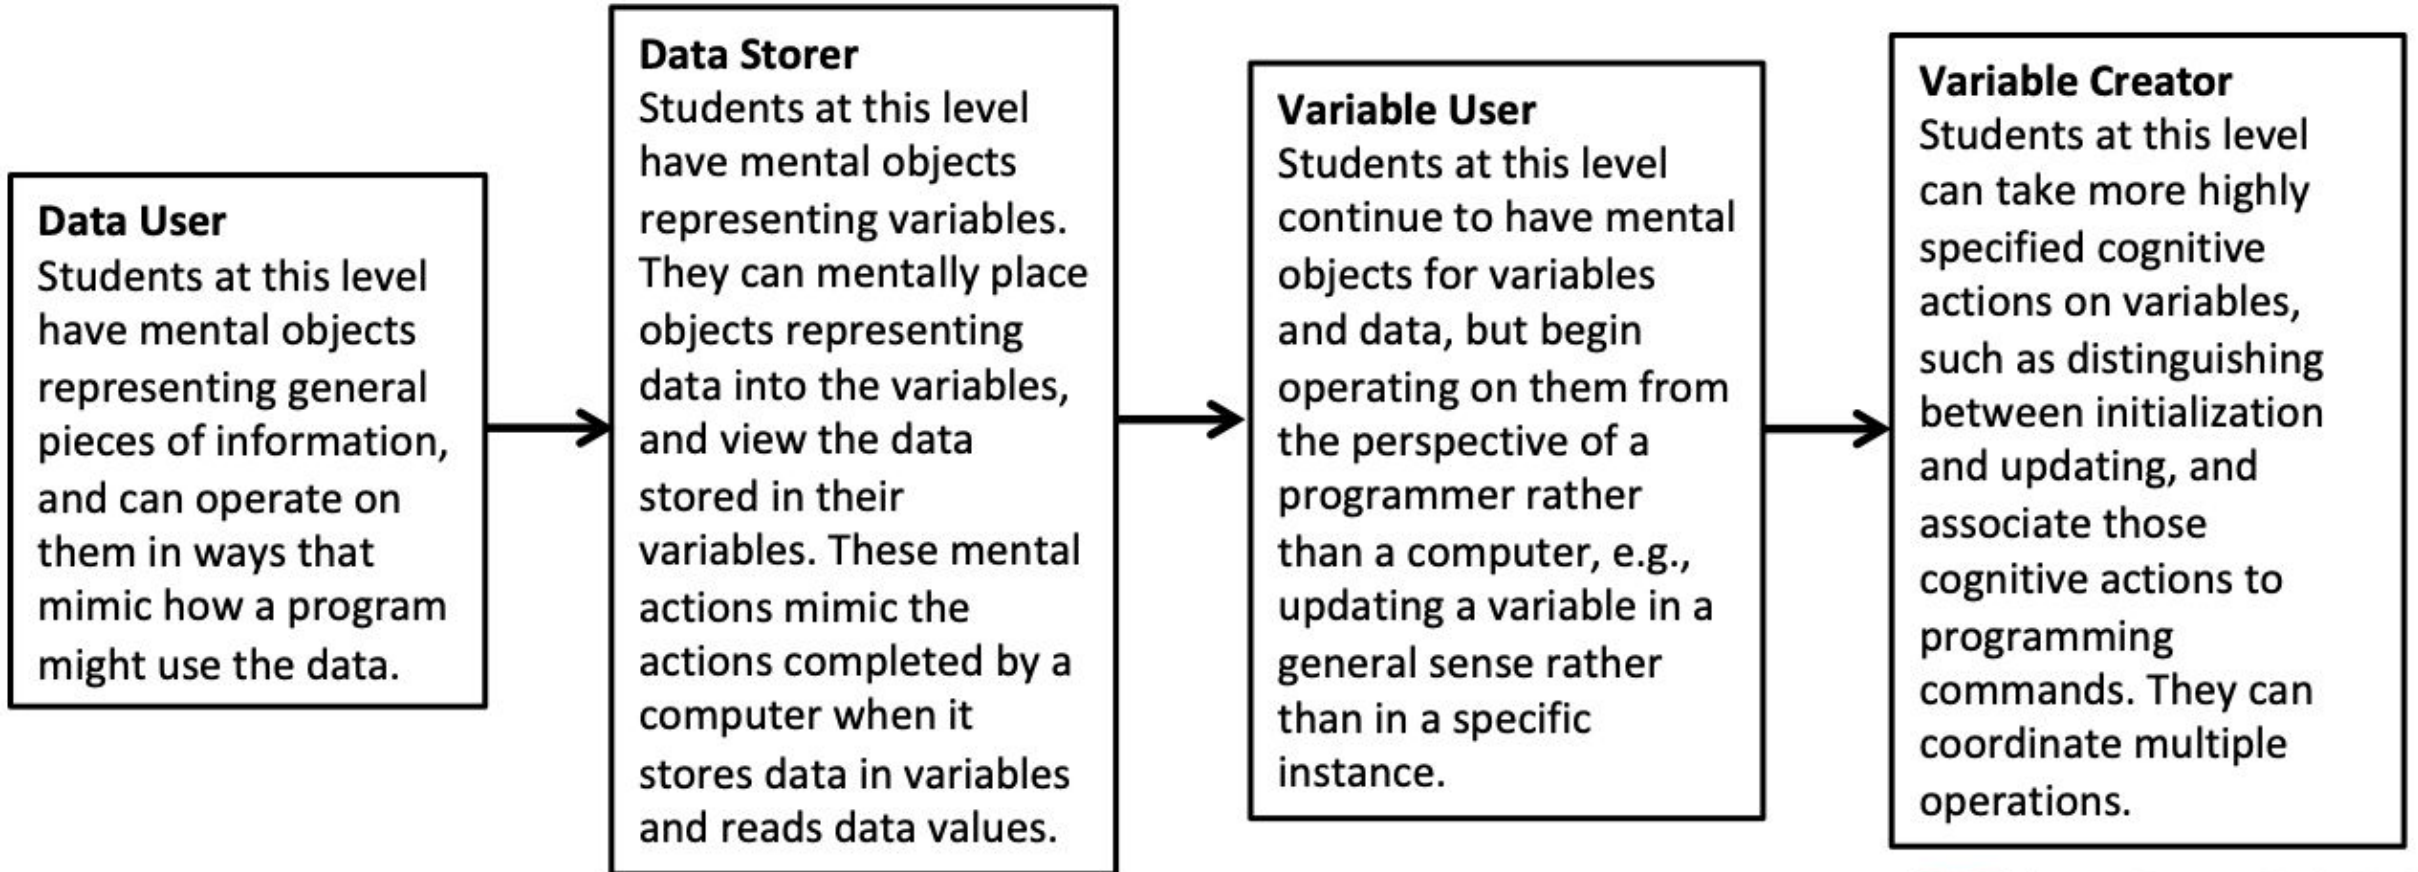 Data User
Students at this level
have mental objects
representing general
pieces of information,
and can operate on
them in ways that
mimic how a program
might use the data.
Data Storer
Students at this level
have mental objects
representing variables.
They can mentally place
objects representing
data into the variables,
and view the data
stored in their
variables. These mental
actions mimic the
actions completed by a
computer when it
stores data in variables
and reads data values.
Variable User
Students at this level
continue to have mental
objects for variables
and data, but begin
operating on them from
the perspective of a
programmer rather
than a computer, e.g.,
updating a variable in a
general sense rather
than in a specific
instance.
Variable Creator
Students at this level
can take more highly
specified cognitive
actions on variables,
such as distinguishing
between initialization
and updating, and
associate those
cognitive actions to
programming
commands. They can
coordinate multiple
operations.